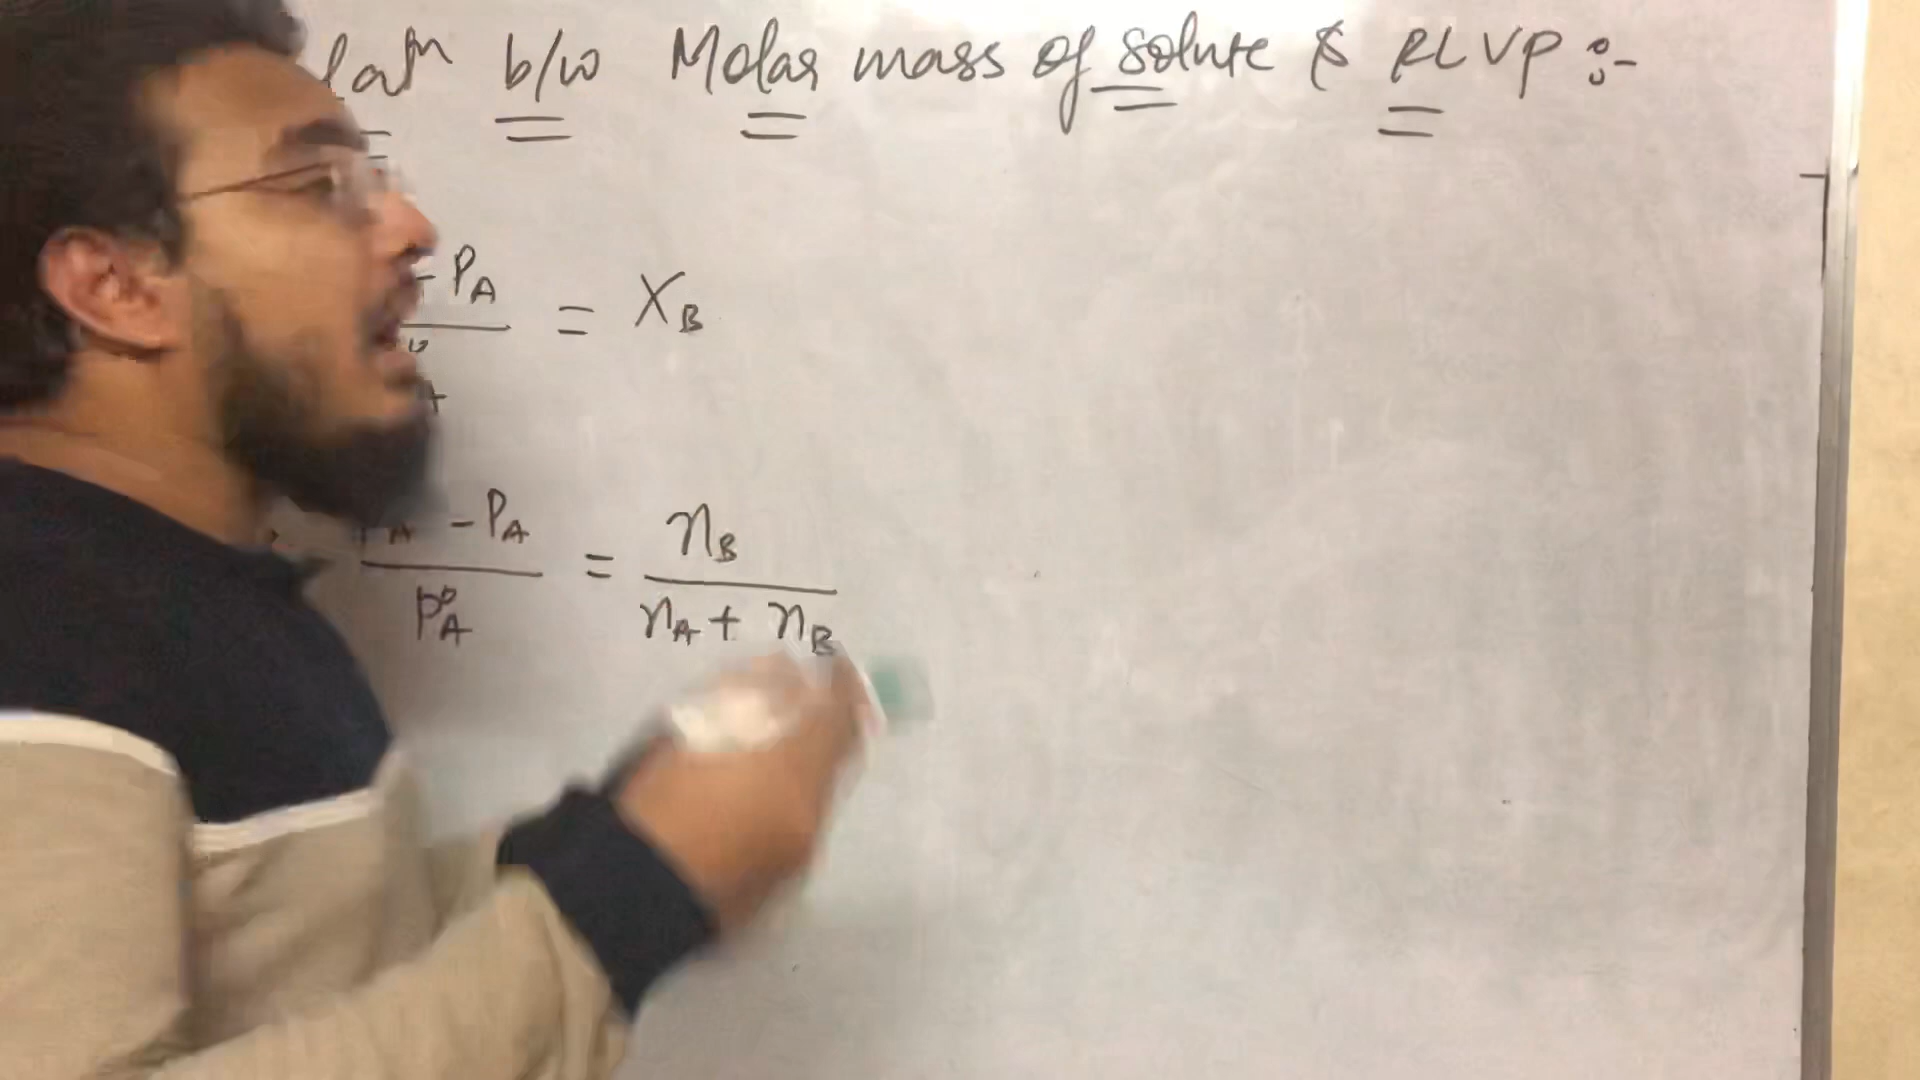 b/w Molar mass of solute & RLVP :-
- PA / = XB
- PA / P°A = nB / nA + nB